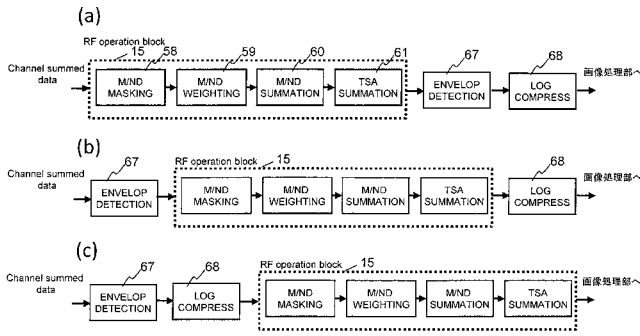 (a)
RF operation block
15
58
59
60
61
67
68
Channel summed
data
M/ND
MASKING
M/ND
WEIGHTING
M/ND
SUMMATION
TSA
SUMMATION
ENVELOP
DETECTION
LOG
COMPRESS
画像処理部へ
(b)
67
RF operation block
15
68
Channel summed
data
ENVELOP
DETECTION
M/ND
MASKING
M/ND
WEIGHTING
M/ND
SUMMATION
TSA
SUMMATION
LOG
COMPRESS
画像処理部へ
(c)
67
68
RF operation block
15
Channel summed
data
ENVELOP
DETECTION
LOG
COMPRESS
M/ND
MASKING
M/ND
WEIGHTING
M/ND
SUMMATION
TSA
SUMMATION
画像処理部へ